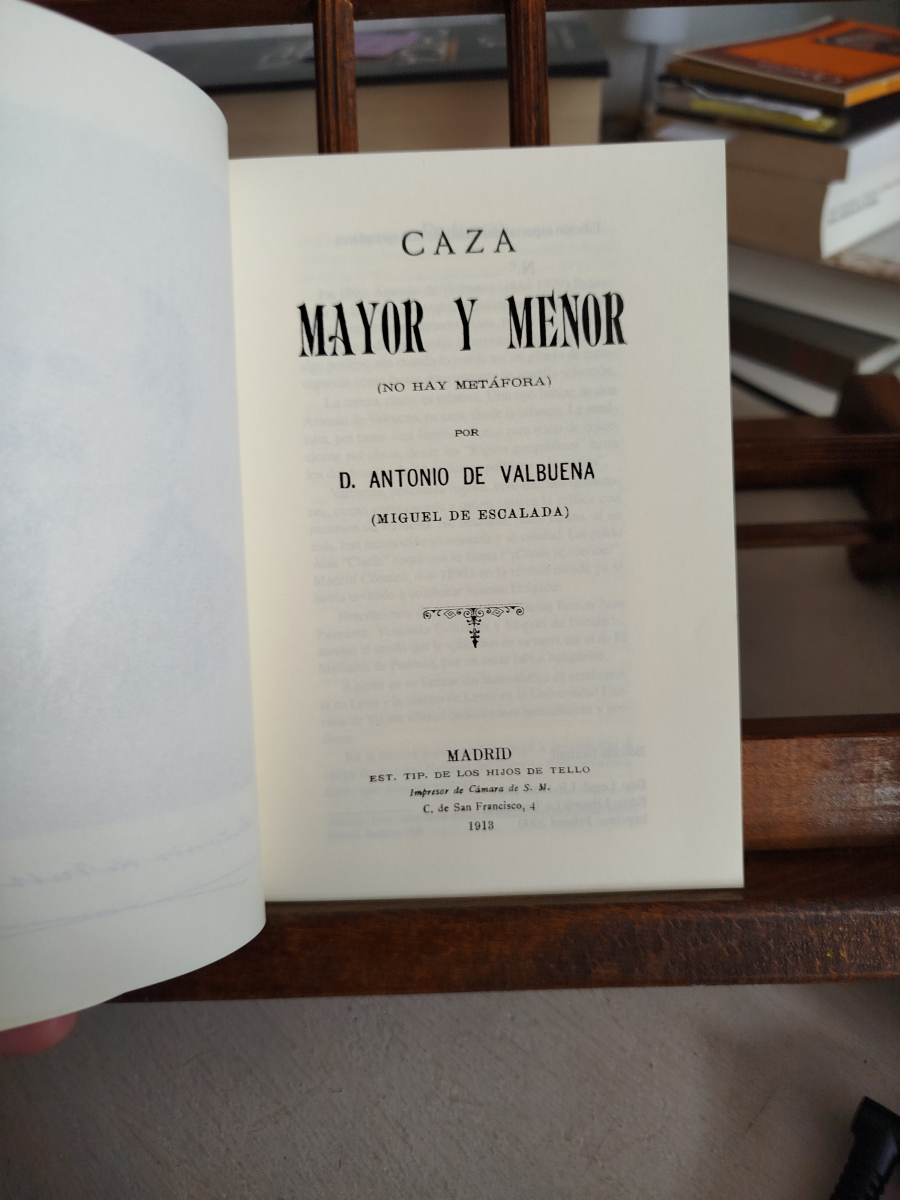 CAZA
MAYOR Y MENOR
(NO HAY METÁFORA)
POR
D. ANTONIO DE VALBUENA
(MIGUEL DE ESCALADA)
MADRID
EST. TIP. DE LOS HIJOS DE TELLO
Impresor de Cámara de S. M.
C. de San Francisco, 4
1913